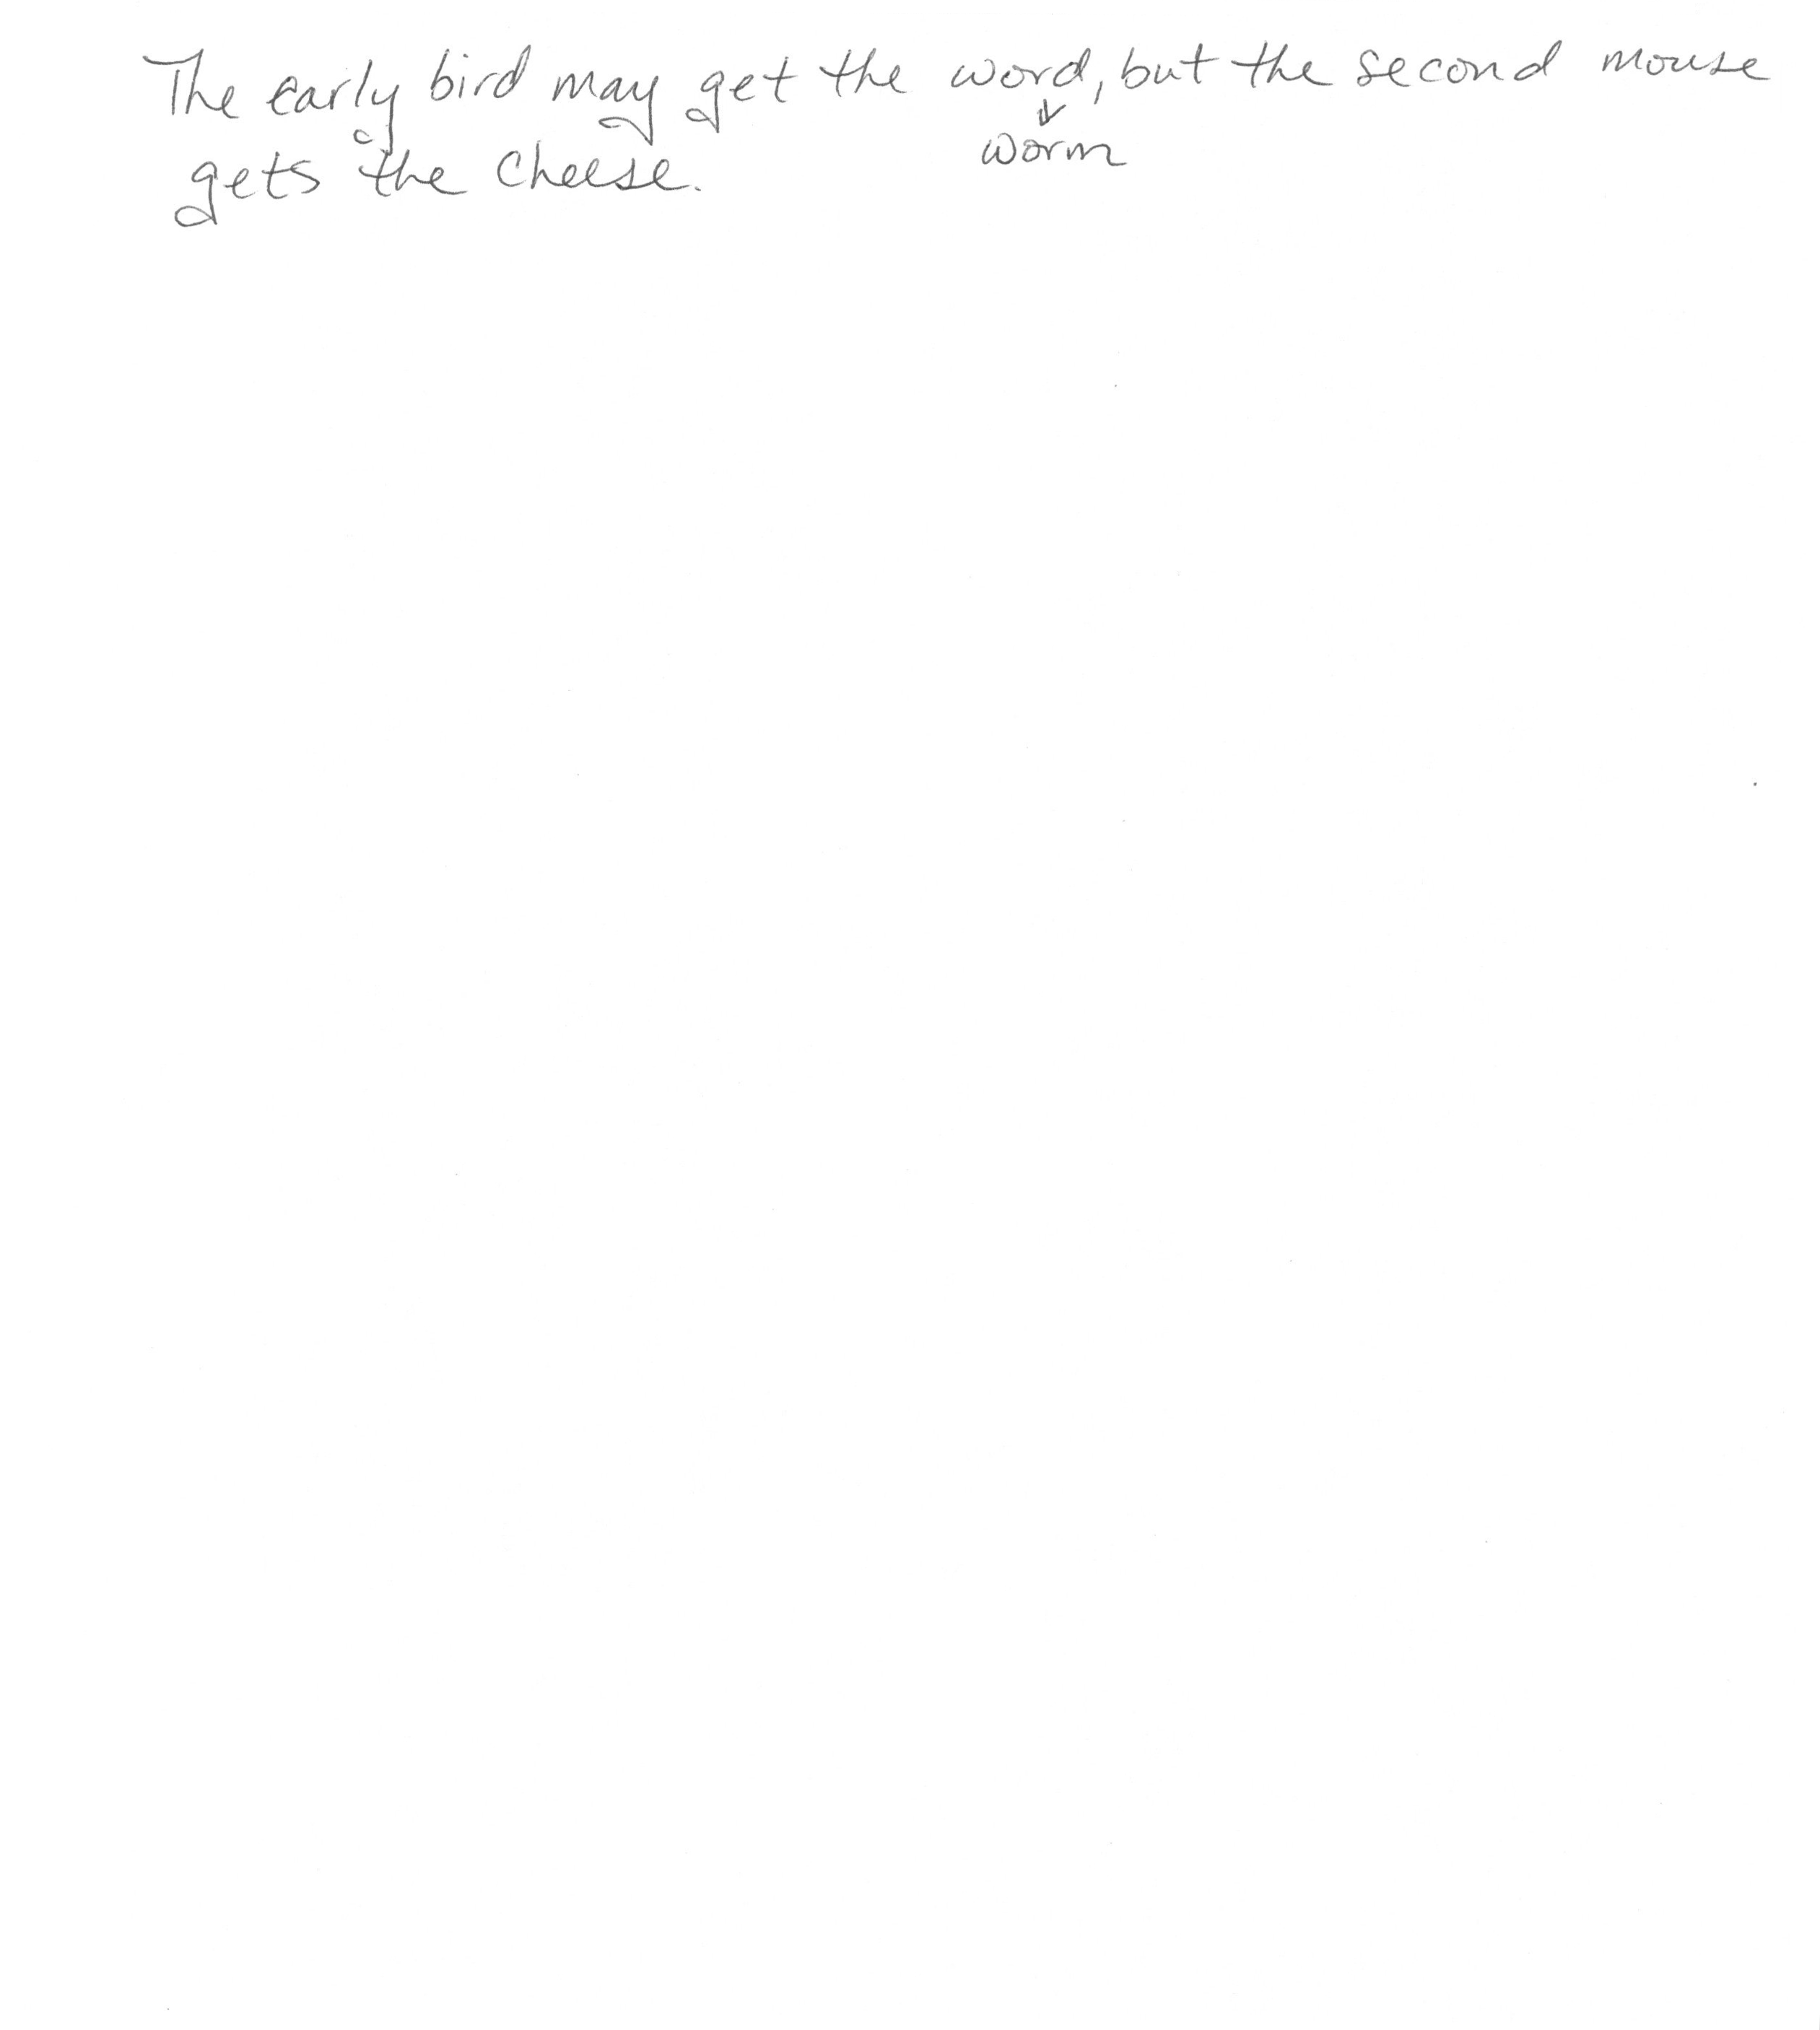 The early bird may get the word, but the second mouse
worm
gets the cheese.